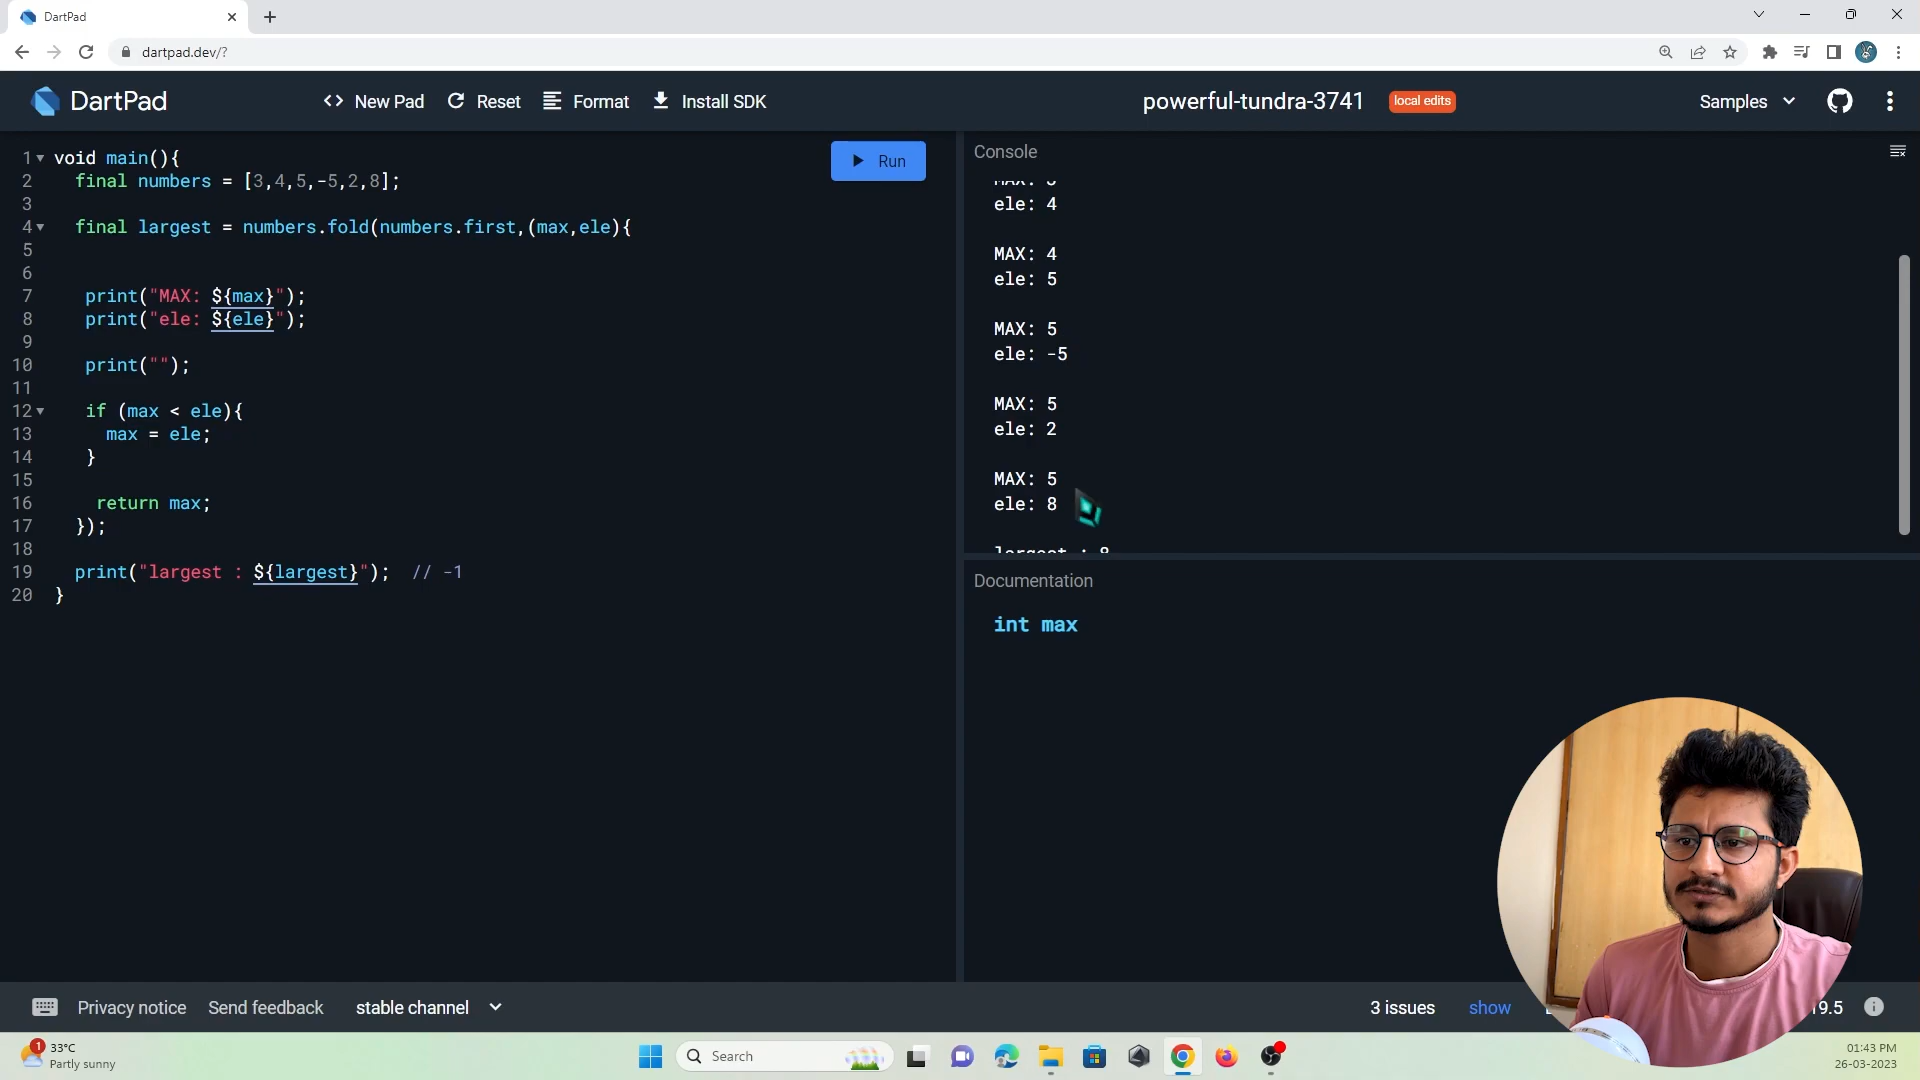 DartPad
dartpad.dev/?
DartPad
<> New Pad
Reset
Format
Install SDK
powerful-tundra-3741
local edits
Samples
1 void main(){
2 final numbers = [3,4,5,-5,2,8];
3
4 final largest = numbers.fold(numbers.first,(max,ele){
5
6
7 print("MAX: ${max}");
8 print("ele: ${ele}");
9
10 print("");
11
12 if (max < ele){
13 max = ele;
14 }
15
16 return max;
17 });
18
19 print("largest : ${largest}"); // -1
20 }
Run
Console
MAX: 3
ele: 4
MAX: 4
ele: 5
MAX: 5
ele: -5
MAX: 5
ele: 2
MAX: 5
ele: 8
largest : 8
Documentation
int max
Privacy notice
Send feedback
stable channel
3 issues
show
19.5
1
33°C
Partly sunny
Search
01:43 PM
26-03-2023